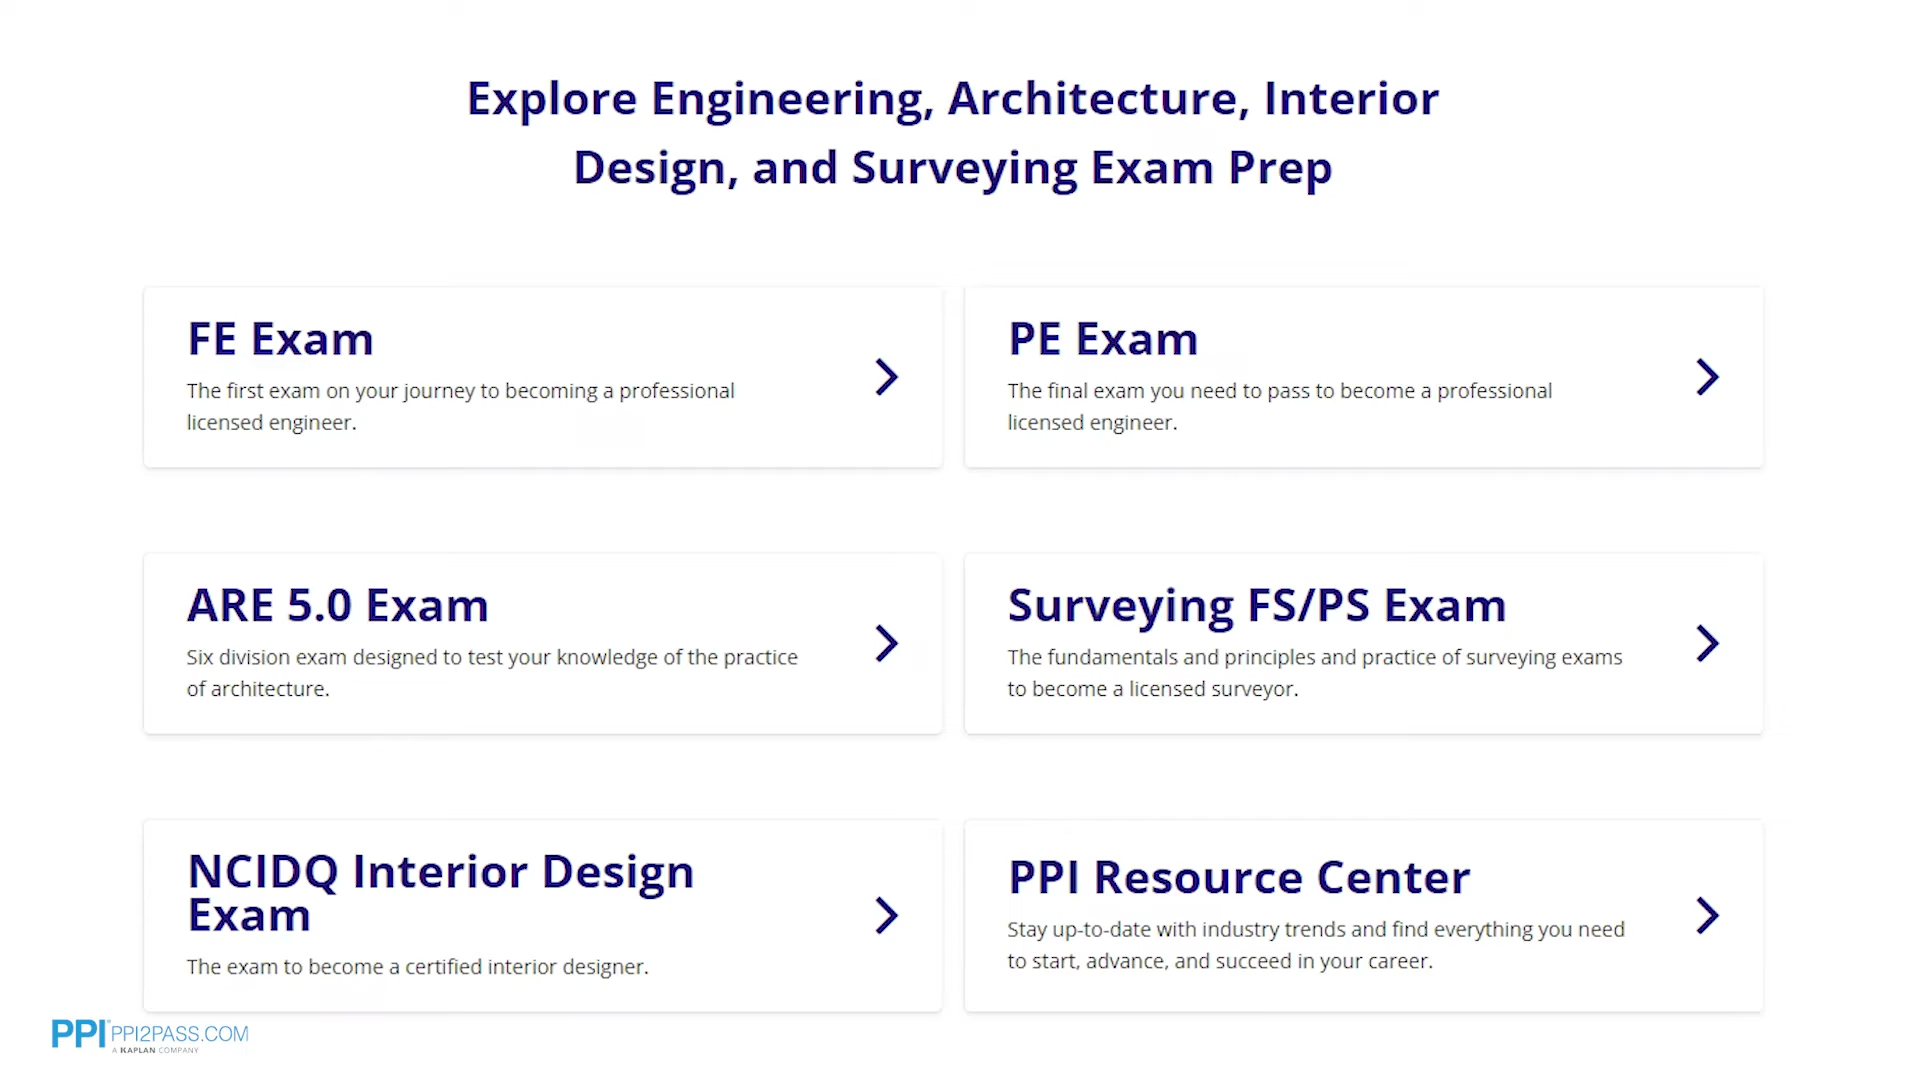 Explore Engineering, Architecture, Interior
Design, and Surveying Exam Prep
FE Exam
The first exam on your journey to becoming a professional
licensed engineer.
PE Exam
The final exam you need to pass to become a professional
licensed engineer.
ARE 5.0 Exam
Six division exam designed to test your knowledge of the practice
of architecture.
Surveying FS/PS Exam
The fundamentals and principles and practice of surveying exams
to become a licensed surveyor.
NCIDQ Interior Design
Exam
The exam to become a certified interior designer.
PPI Resource Center
Stay up-to-date with industry trends and find everything you need
to start, advance, and succeed in your career.
PPI® PPI2PASS.COM
A KAPLAN COMPANY